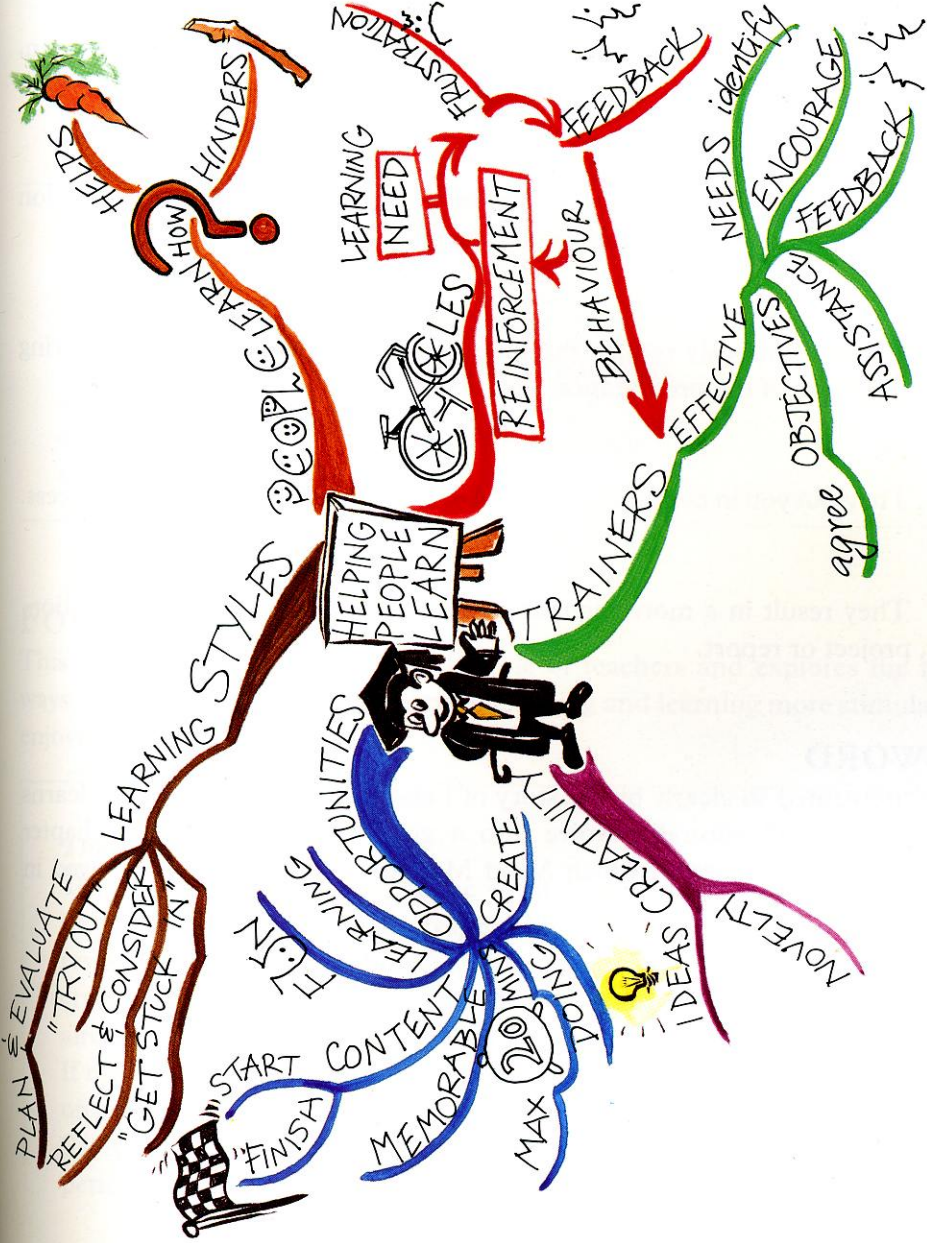 HELPING
PEOPLE
LEARN
CREATIVITY
NOVELTY
IDEAS
OPPORTUNITIES
CREATE
DOING
MAX
20
MINS
MEMORABLE
CONTENT
START
FINISH
FUN
LEARNING
LEARNING STYLES
PLAN & EVALUATE
"TRY OUT"
REFLECT & CONSIDER
"GET STUCK
IN"
PEOPLE LEARN HOW
HELPS
HINDERS
CYCLES
LEARNING
NEED
FRUSTRATION
FEEDBACK
REINFORCEMENT
BEHAVIOUR
TRAINERS
EFFECTIVE
NEEDS identify
ENCOURAGE
FEEDBACK
ASSISTANCE
OBJECTIVES
agree